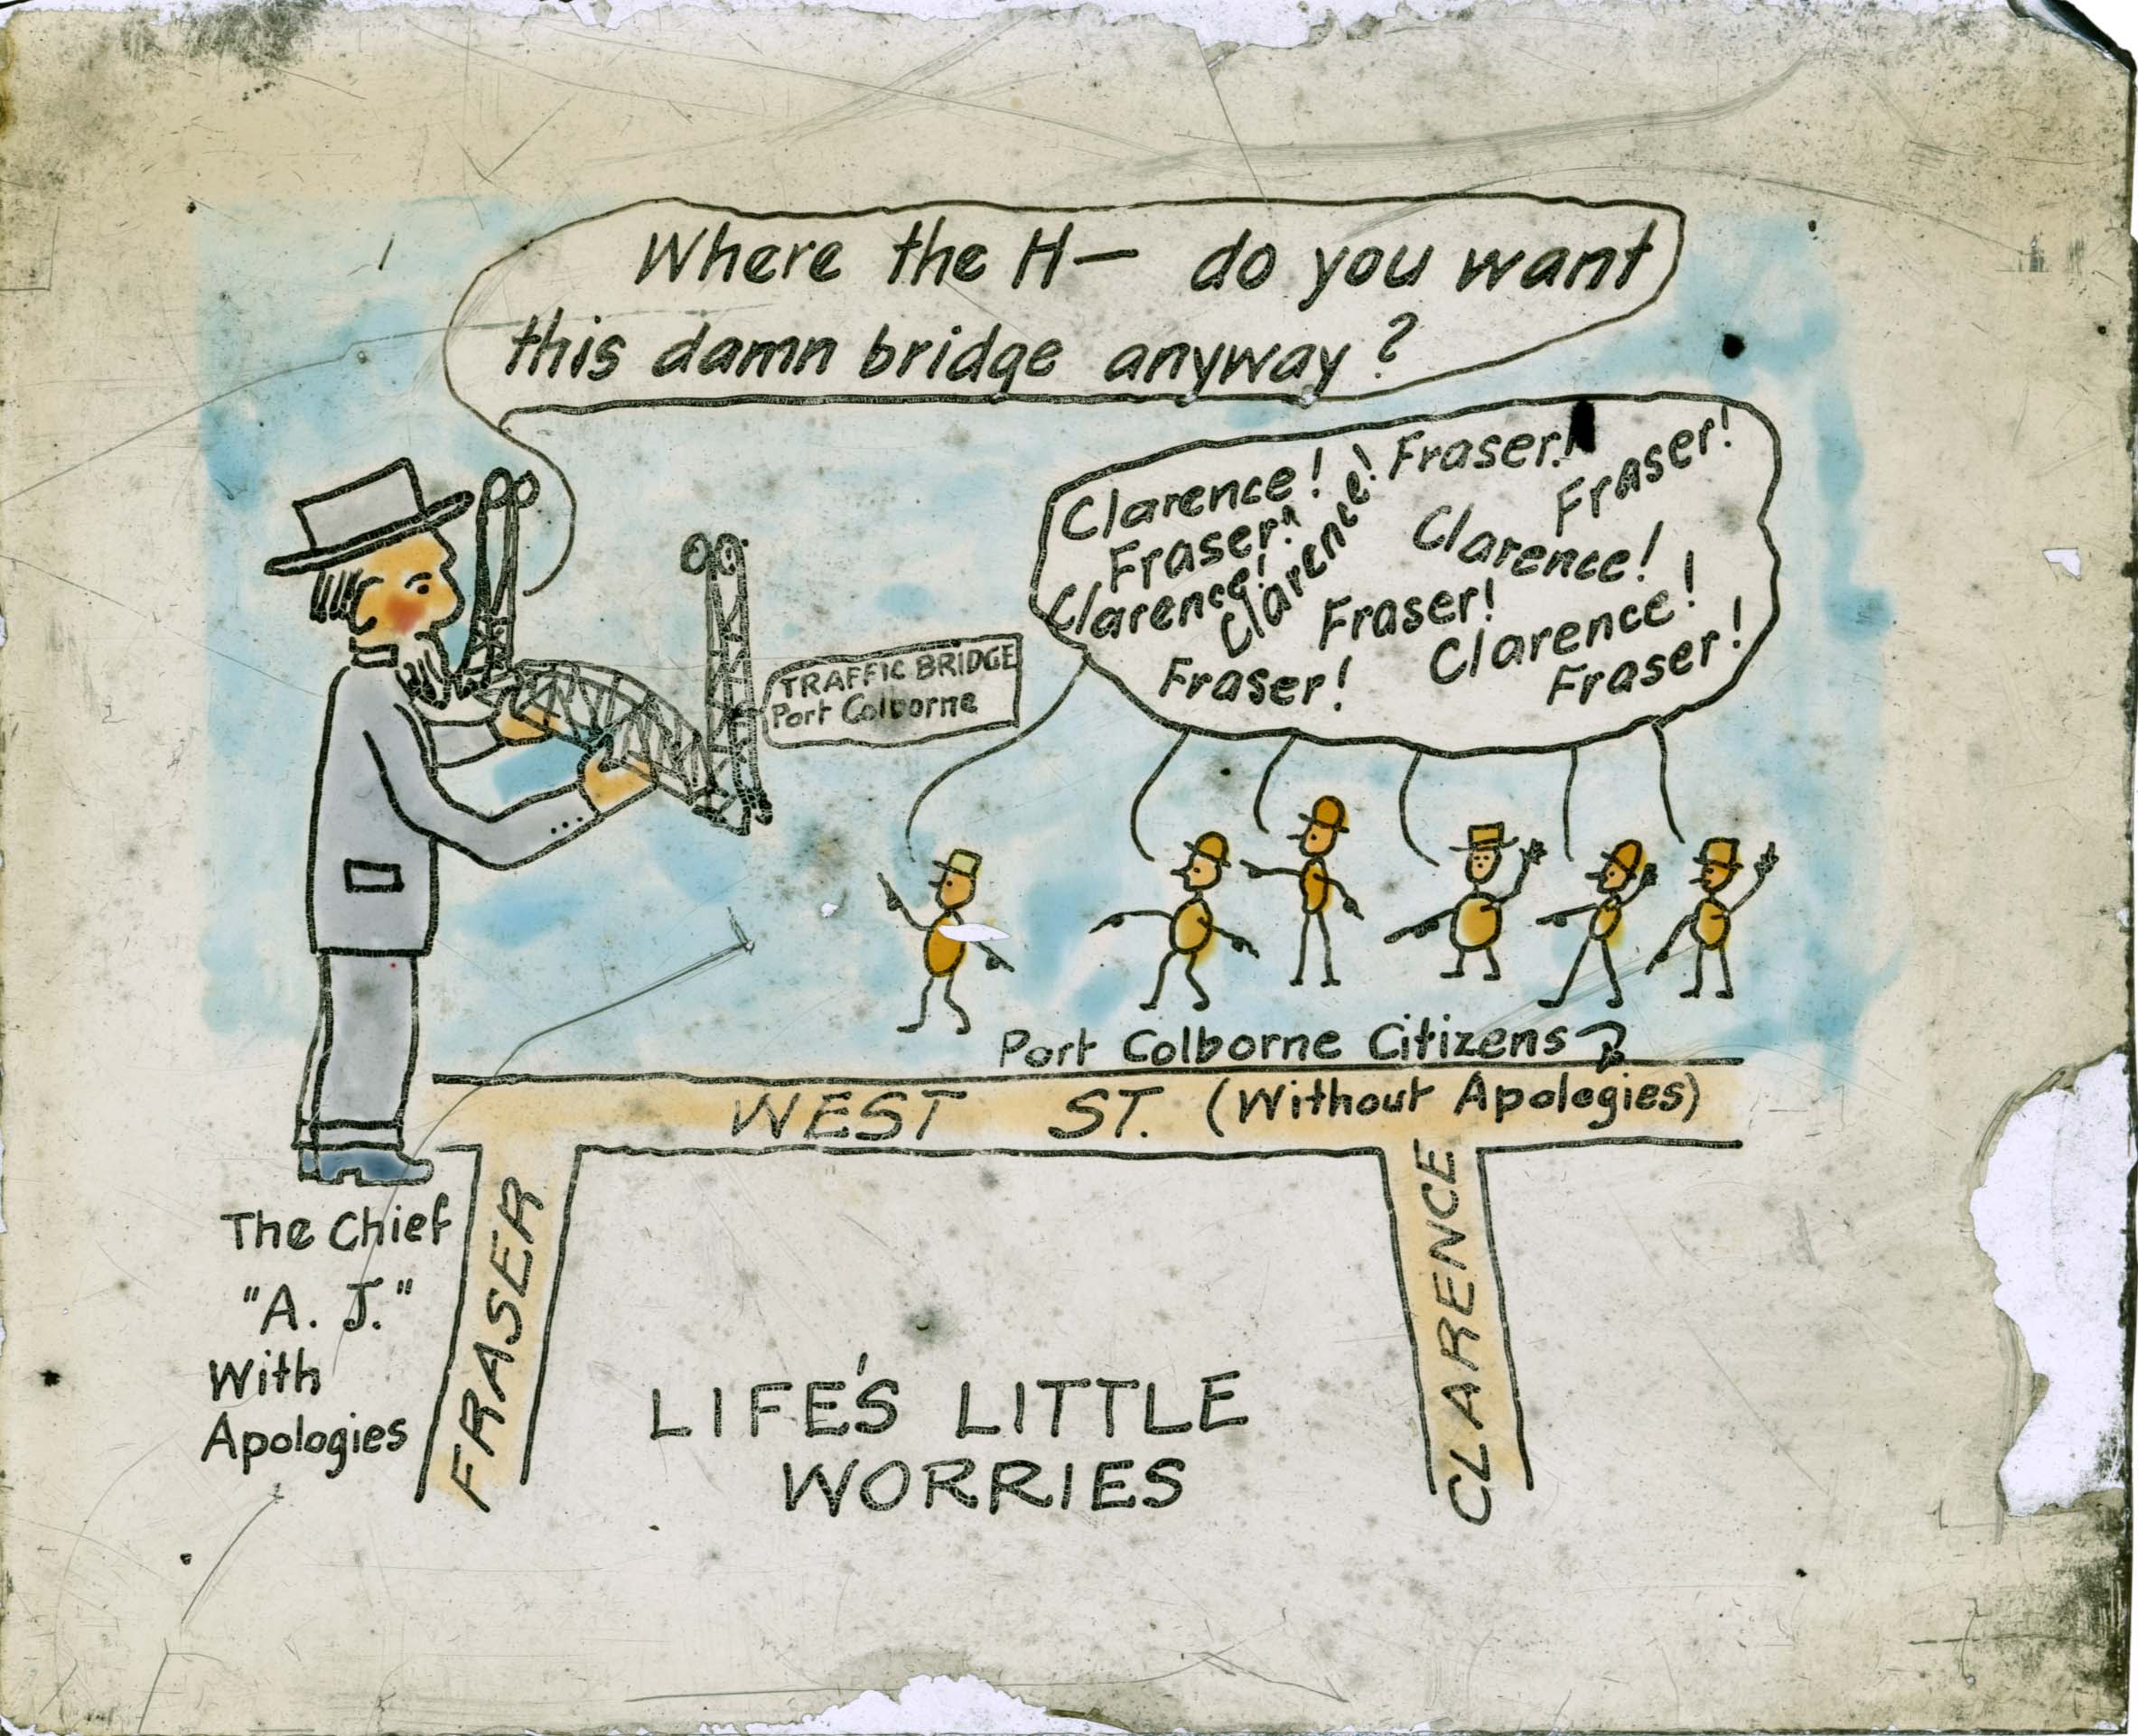 Where the H— do you want
this damn bridge anyway?
Clarence! Clarence! Fraser! Fraser!
Fraser! Clarence!
Clarence! Fraser! Clarence!
Fraser! Fraser!
TRAFFIC BRIDGE
Port Colborne
Port Colborne Citizens
WEST ST. (Without Apologies)
The Chief
"A. J."
With
Apologies
FRASER
CLARENCE
LIFE'S LITTLE
WORRIES